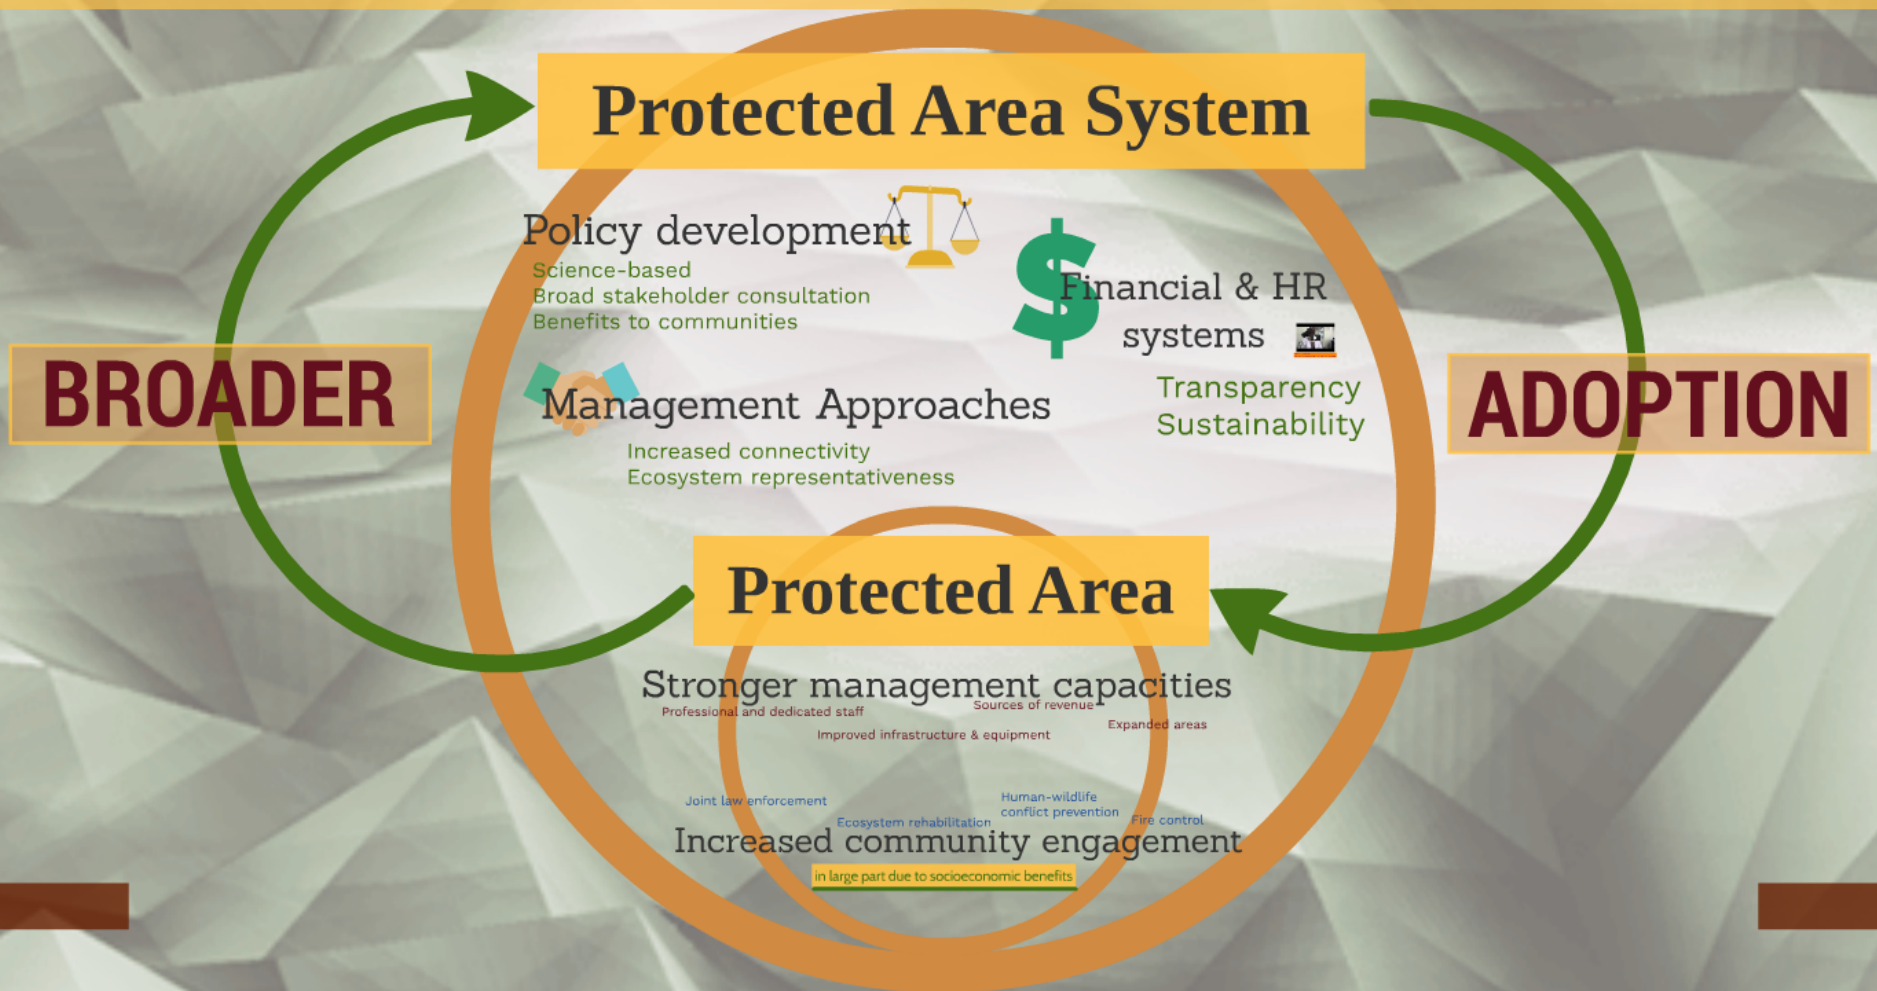 Protected Area System
Policy development
Science-based
Broad stakeholder consultation
Benefits to communities
Financial & HR
systems
Transparency
Sustainability
Management Approaches
Increased connectivity
Ecosystem representativeness
BROADER
ADOPTION
Protected Area
Stronger management capacities
Professional and dedicated staff
Sources of revenue
Expanded areas
Improved infrastructure & equipment
Joint law enforcement
Human-wildlife
conflict prevention
Ecosystem rehabilitation
Fire control
Increased community engagement
in large part due to socioeconomic benefits